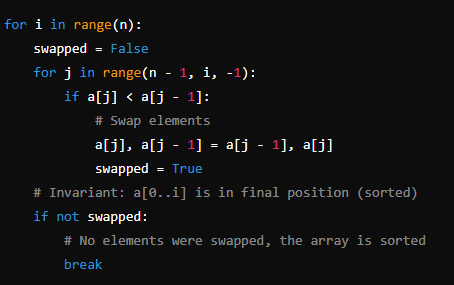 for i in range(n):
    swapped = False
    for j in range(n - 1, i, -1):
        if a[j] < a[j - 1]:
            # Swap elements
            a[j], a[j - 1] = a[j - 1], a[j]
            swapped = True
    # Invariant: a[0..i] is in final position (sorted)
    if not swapped:
        # No elements were swapped, the array is sorted
        break